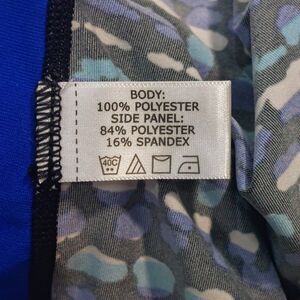 BODY:
100% POLYESTER
SIDE PANEL:
84% POLYESTER
16% SPANDEX
40C